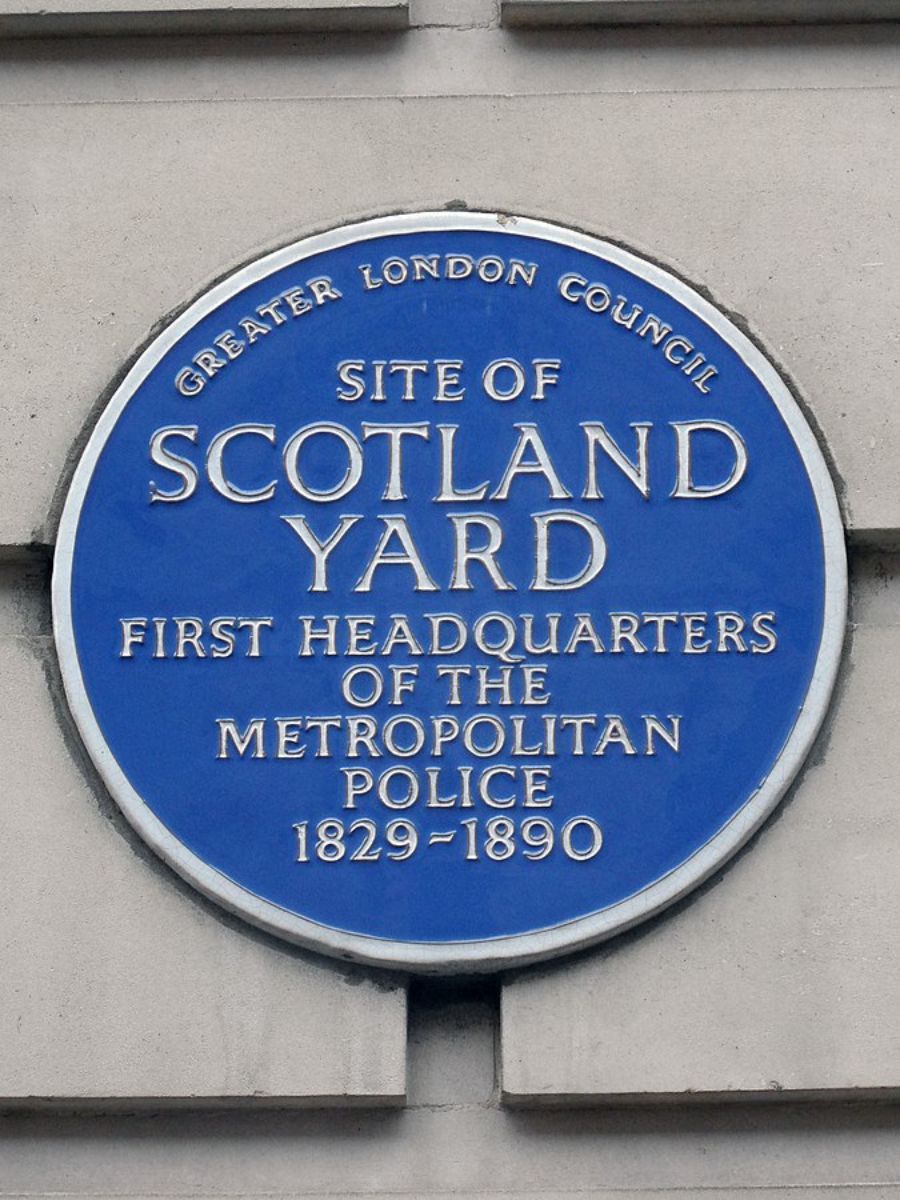 GREATER LONDON COUNCIL
SITE OF
SCOTLAND
YARD
FIRST HEADQUARTERS
OF THE
METROPOLITAN
POLICE
1829~1890